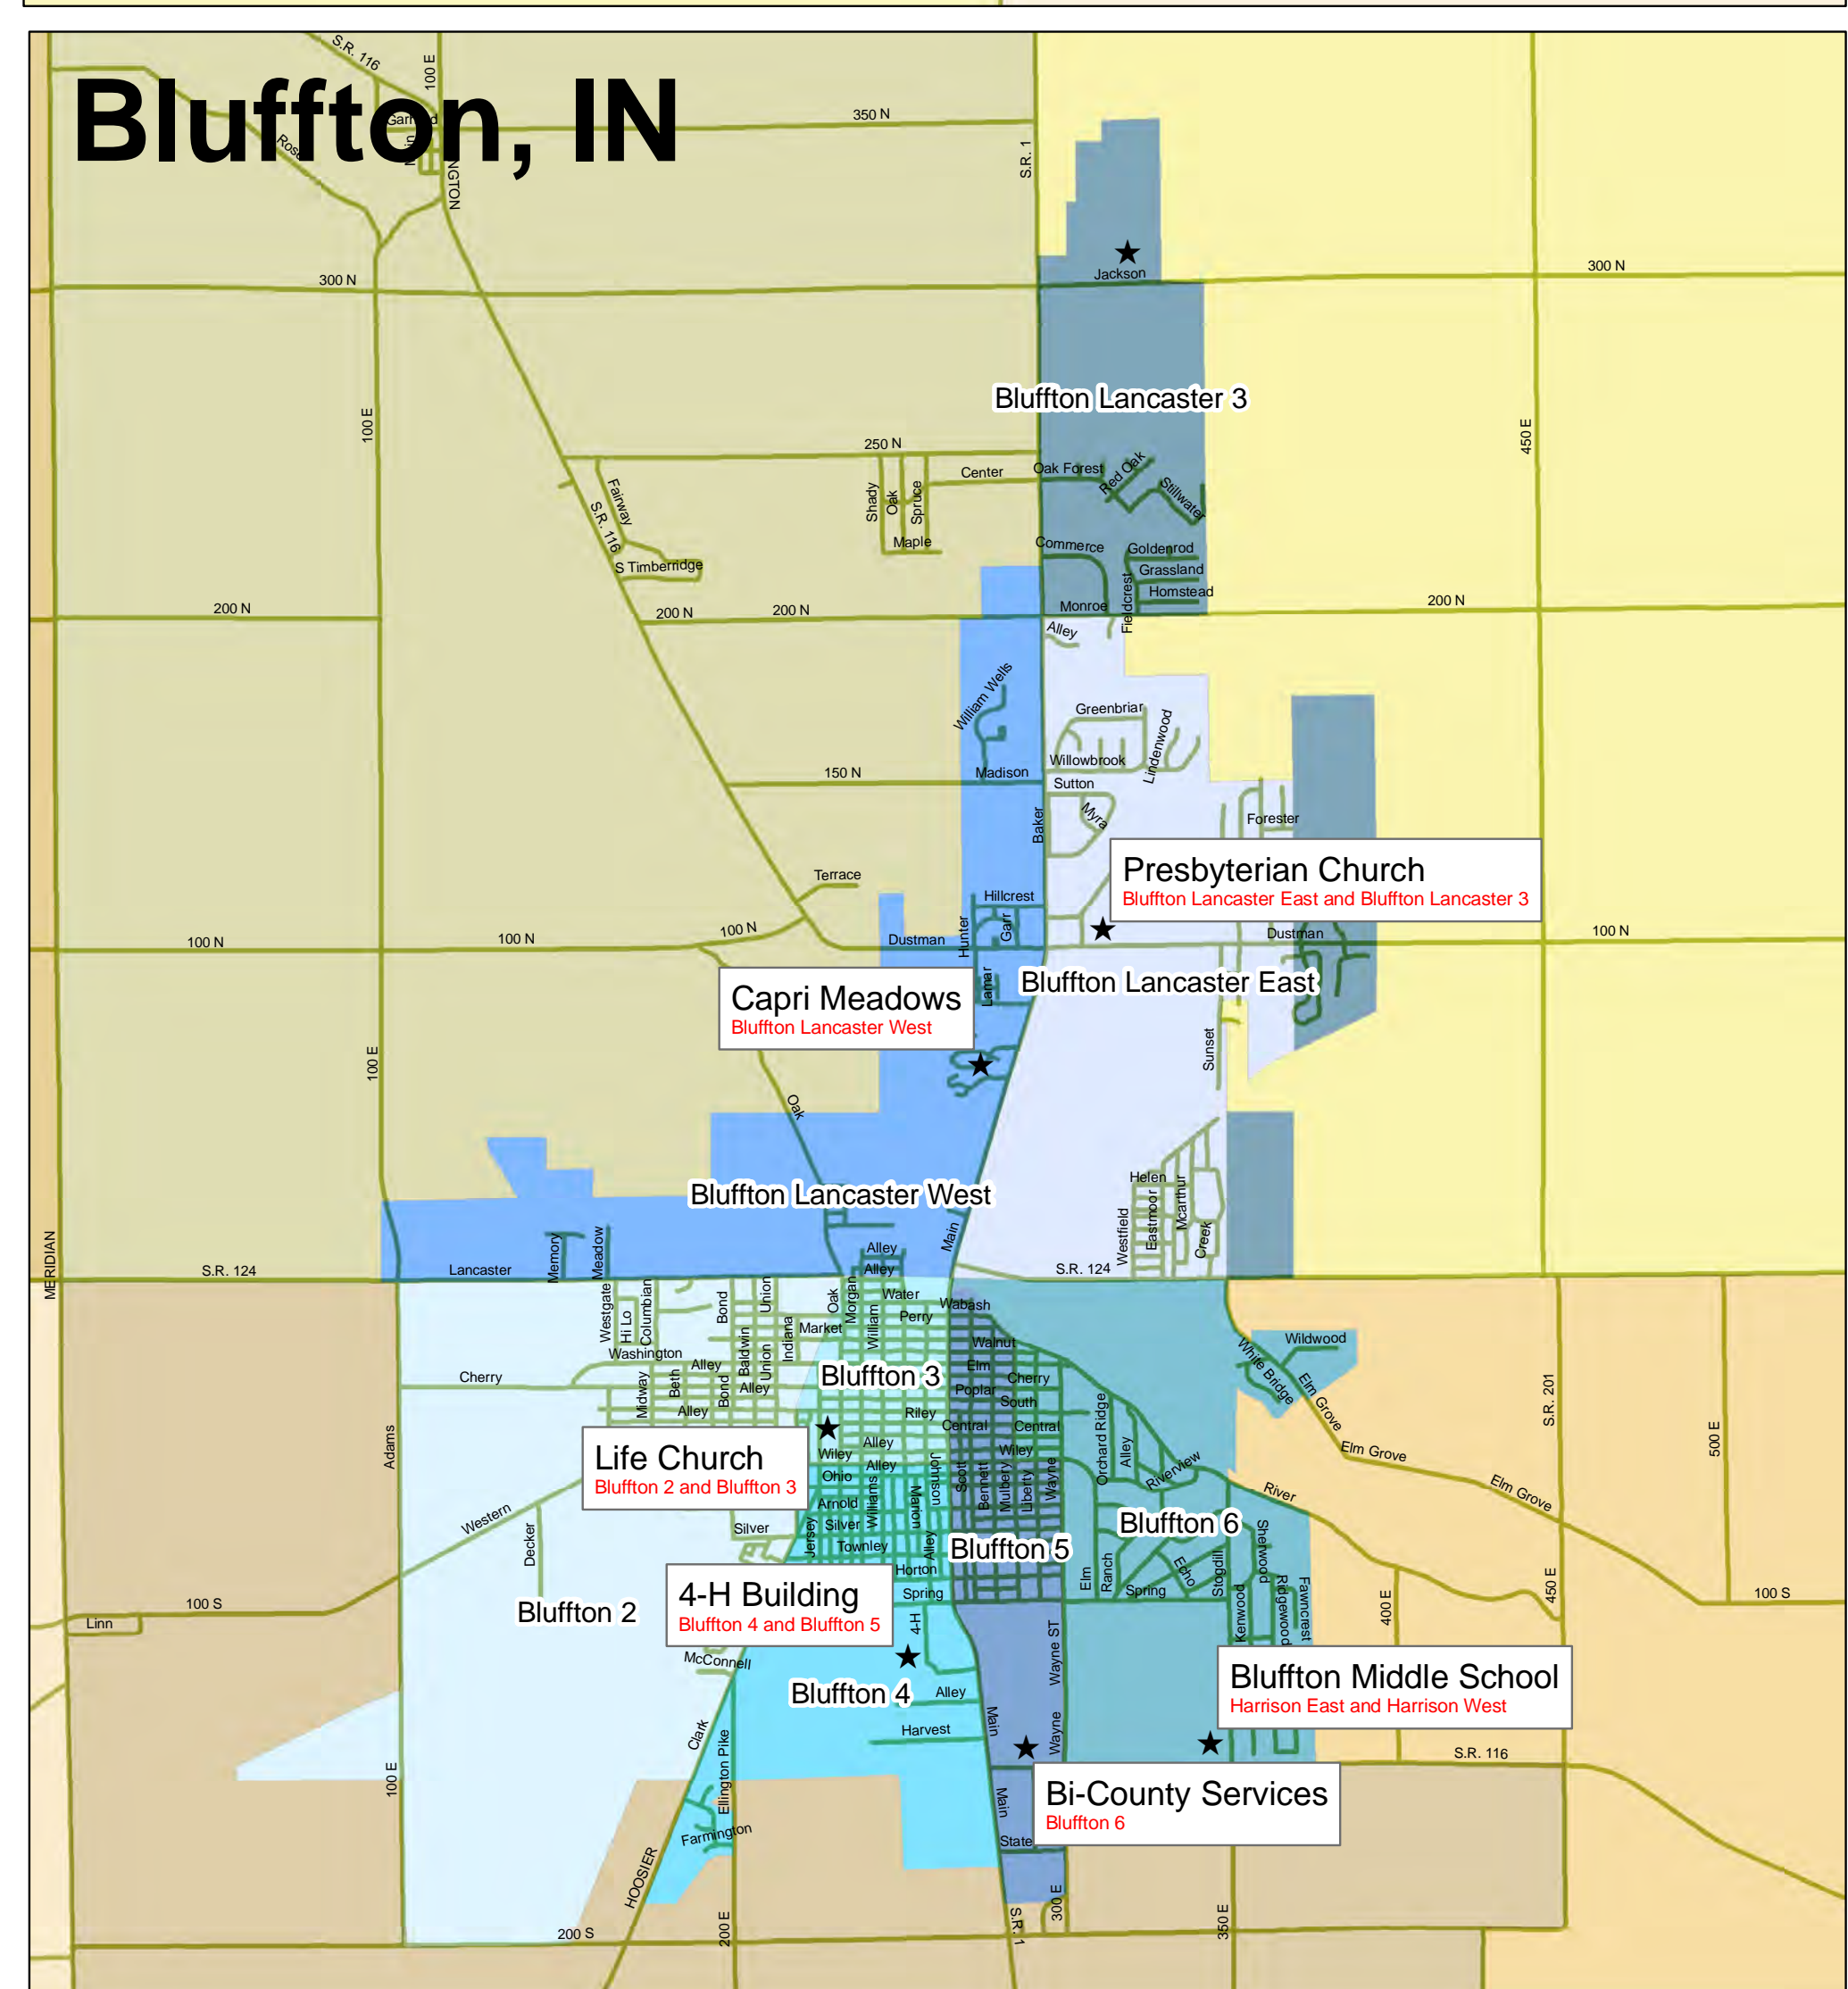 Bluffton, IN
S.R. 116
100 E
350 N
S.R. 1
NGTON
Jackson
300 N
300 N
Bluffton Lancaster 3
100 E
450 E
250 N
Center
Oak Forest
Red Oak
Stillwater
Shady
Oak
Spruce
Maple
Fairway
S.R. 116
S Timberridge
Commerce
Goldenrod
Grassland
Homstead
Fieldcrest
Monroe
200 N
200 N
200 N
200 N
Alley
William Wells
Greenbriar
Lindenwood
Willowbrook
150 N
Madison
Sutton
Myra
Baker
Forester
Presbyterian Church
Bluffton Lancaster East and Bluffton Lancaster 3
Terrace
Hillcrest
Hunter
Garr
100 N
100 N
100 N
Dustman
Dustman
100 N
Lamar
Bluffton Lancaster East
Capri Meadows
Bluffton Lancaster West
Sunset
100 E
Oak
Bluffton Lancaster West
Helen
Westfield
Eastmoor
Mcarthur
Creek
Main
Memory
Meadow
Alley
Alley
MERIDIAN
S.R. 124
Lancaster
S.R. 124
Westgate
Hi Lo
Columbian
Bond
Union
Oak
Morgan
Water
William
Perry
Wabash
Indiana
Market
Walnut
Baldwin
Union
Washington
Alley
Elm
Cherry
Cherry
Midway
Beth
Bond
Alley
Alley
Bluffton 3
Poplar
South
Riley
Central
Central
Wildwood
White Bridge
Elm Grove
Elm Grove
Elm Grove
S.R. 201
500 E
Adams
Life Church
Bluffton 2 and Bluffton 3
Wiley
Alley
Alley
Wiley
Ohio
Johnson
Scott
Bennett
Mulberry
Liberty
Wayne
Orchard Ridge
Alley
Riverview
River
Western
Decker
Arnold
Williams
Marion
Silver
Silver
Jersey
Townley
Alley
Horton
Spring
Bluffton 5
Bluffton 6
Elm
Ranch
Spring
Echo
Stogdill
Sherwood
Kenwood
Ridgewood
Fawncrest
400 E
450 E
100 S
100 S
Linn
Bluffton 2
4-H Building
Bluffton 4 and Bluffton 5
4-H
McConnell
Bluffton 4
Alley
Harvest
Main
Wayne ST
Wayne
Bluffton Middle School
Harrison East and Harrison West
S.R. 116
Clark
Ellington Pike
100 E
Bi-County Services
Bluffton 6
Main
State
Farmington
HOOSIER
200 S
200 E
S.R. 1
300 E
350 E